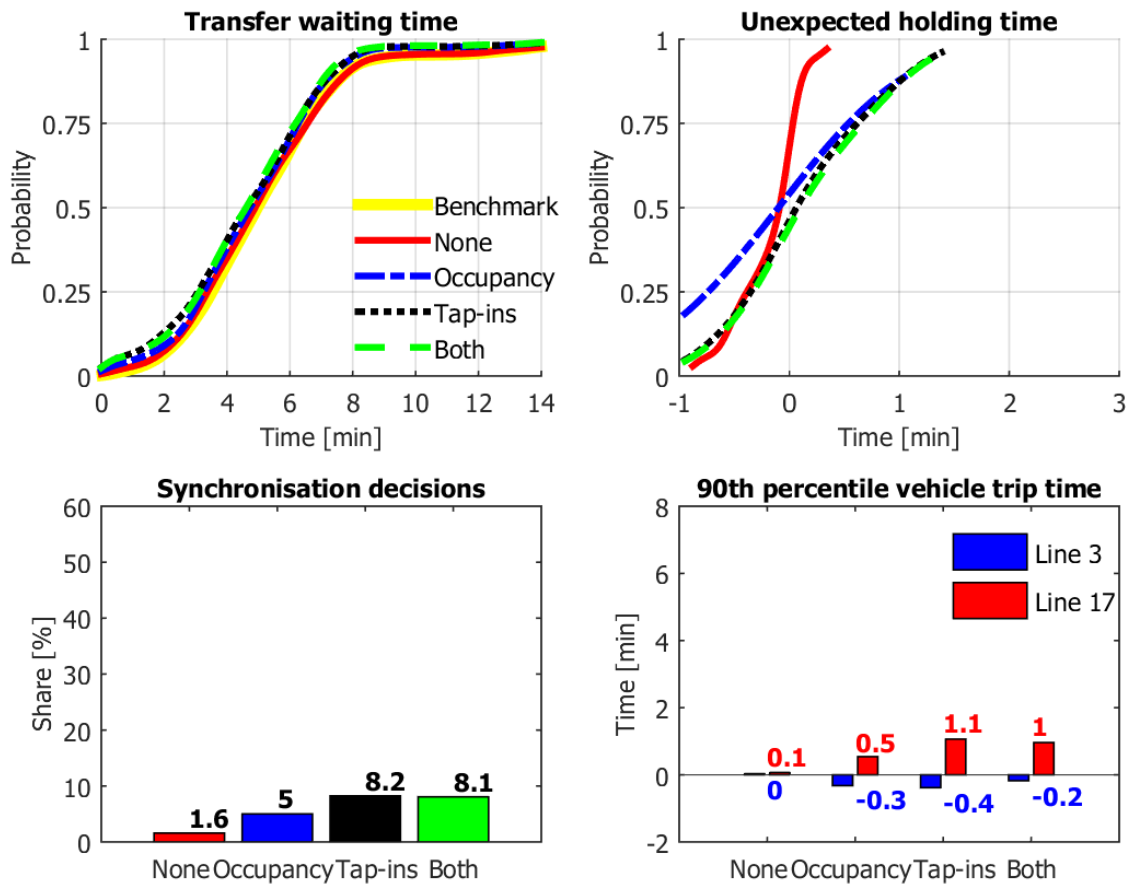 Transfer waiting time
Probability
1
0.75
0.5
0.25
0
0 2 4 6 8 10 12 14
Time [min]
Benchmark
None
Occupancy
Tap-ins
Both
Unexpected holding time
Probability
1
0.75
0.5
0.25
0
-1 0 1 2 3
Time [min]
Synchronisation decisions
Share [%]
60
50
40
30
20
10
0
1.6 5 8.2 8.1
None Occupancy Tap-ins Both
90th percentile vehicle trip time
Time [min]
8
6
4
2
0
-2
Line 3
Line 17
0.1 0.5 1.1 1
0 -0.3 -0.4 -0.2
None Occupancy Tap-ins Both